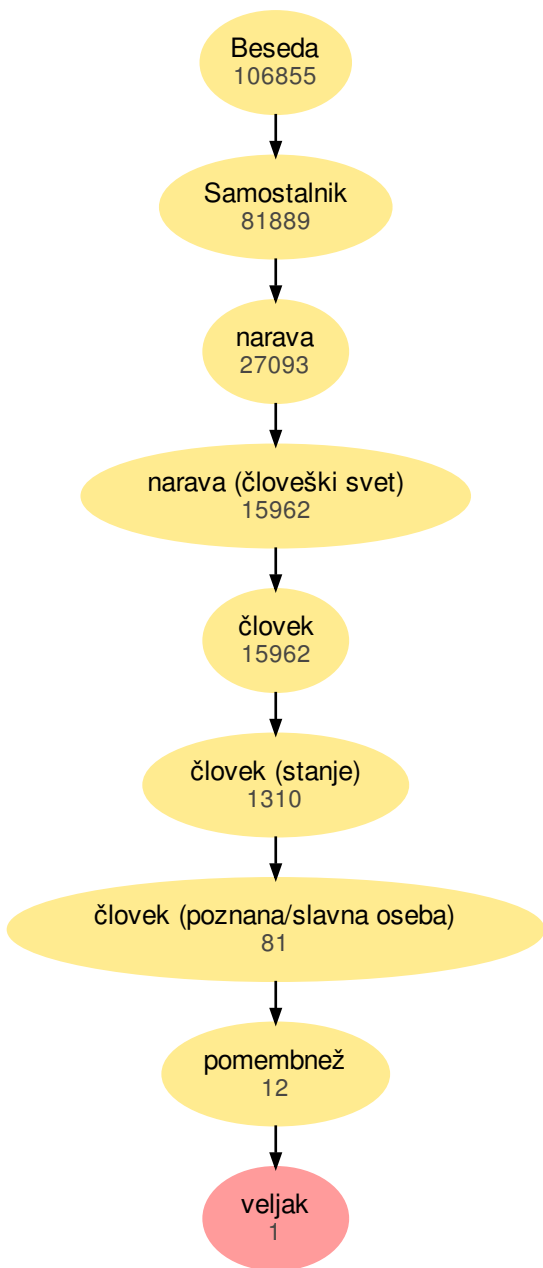 Beseda
106855
Samostalnik
81889
narava
27093
narava (človeški svet)
15962
človek
15962
človek (stanje)
1310
človek (poznana/slavna oseba)
81
pomembnež
12
veljak
1